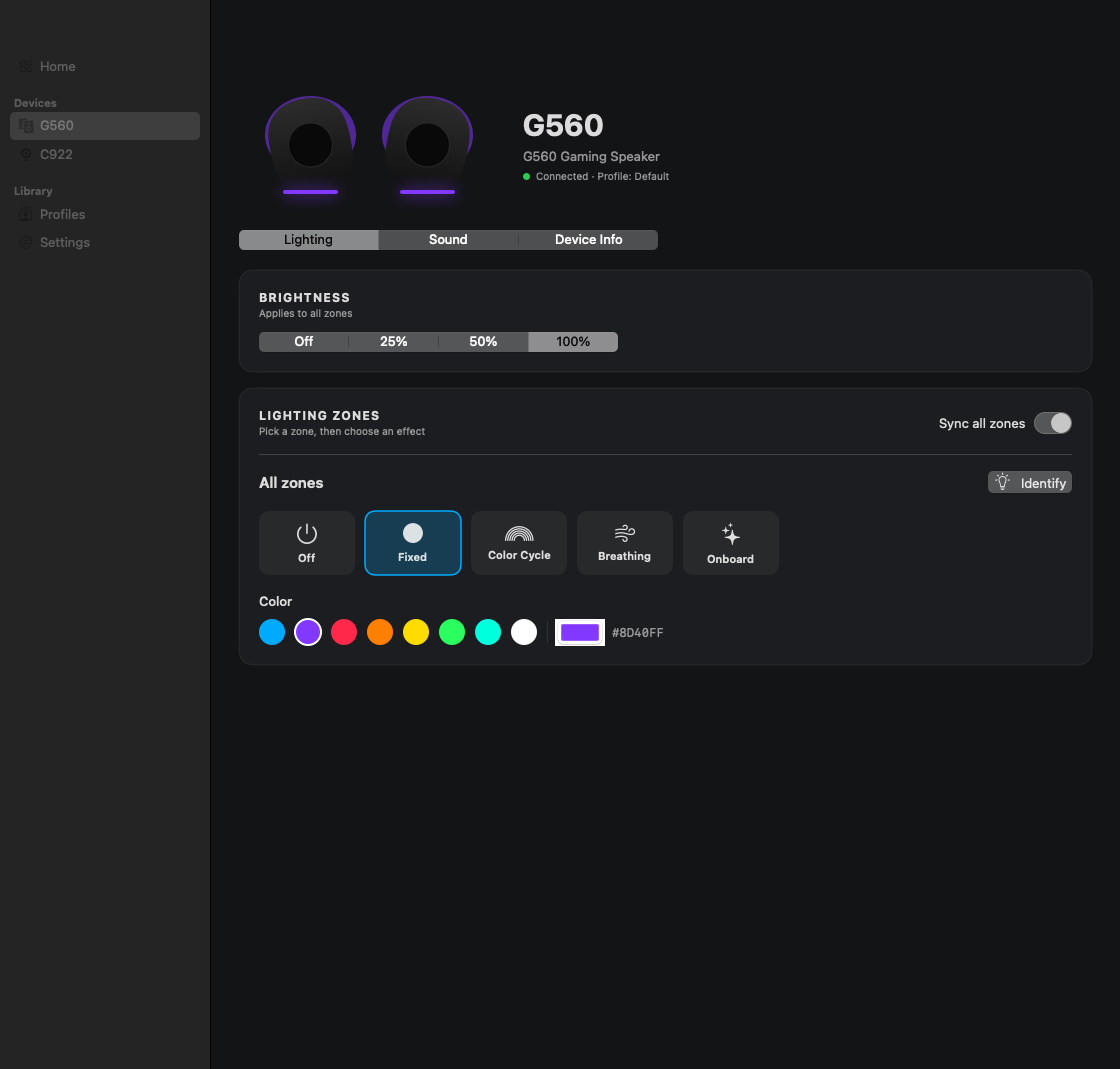 Home
Devices
G560
C922
Library
Profiles
Settings
G560
G560 Gaming Speaker
Connected · Profile: Default
Lighting Sound Device Info
BRIGHTNESS
Applies to all zones
Off 25% 50% 100%
LIGHTING ZONES
Pick a zone, then choose an effect
Sync all zones
All zones
Identify
Off Fixed Color Cycle Breathing Onboard
Color
#8D40FF